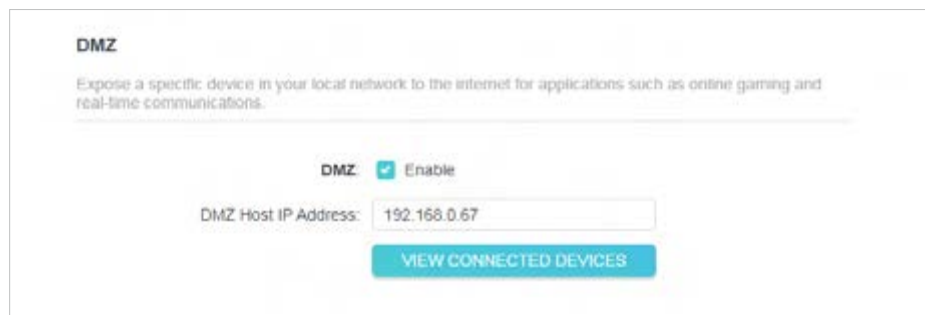 DMZ
Expose a specific device in your local network to the internet for applications such as online gaming and
real-time communications.
DMZ: Enable
DMZ Host IP Address: 192.168.0.67
VIEW CONNECTED DEVICES